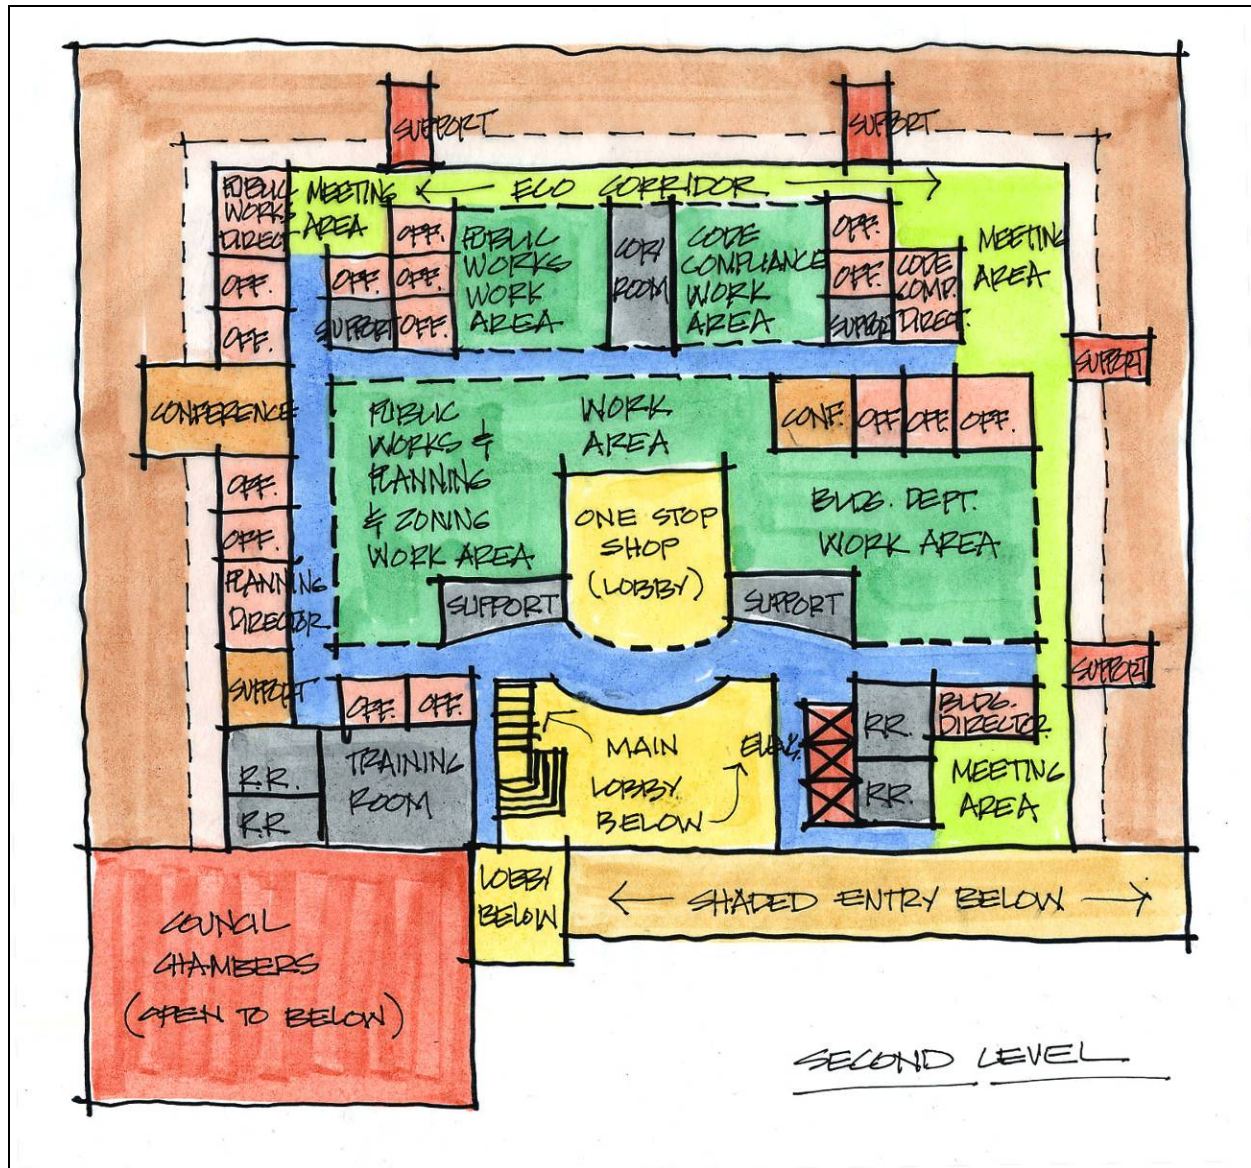 SUPPORT
SUPPORT
PUBLIC
WORKS
DIRECT.
MEETING
AREA
← ECO CORRIDOR →
OFF.
PUBLIC
WORKS
WORK
AREA
COPY
ROOM
CODE
COMPLIANCE
WORK
AREA
OFF.
MEETING
AREA
OFF.
OFF.
OFF.
OFF.
CODE
COMP.
DIRECT.
OFF.
SUPPORT
OFF.
SUPPORT
SUPPORT
CONFERENCE
PUBLIC
WORKS &
PLANNING
& ZONING
WORK AREA
WORK
AREA
CONF.
OFF.
OFF.
OFF.
OFF.
OFF.
ONE STOP
SHOP
(LOBBY)
BLDG. DEPT.
WORK AREA
PLANNING
DIRECTOR
SUPPORT
SUPPORT
SUPPORT
SUPPORT
OFF.
OFF.
R.R.
BLDG.
DIRECTOR
R.R.
R.R.
TRAINING
ROOM
MAIN
LOBBY
BELOW
ELEV.
R.R.
MEETING
AREA
LOBBY
BELOW
← SHADED ENTRY BELOW →
COUNCIL
CHAMBERS
(OPEN TO BELOW)
SECOND LEVEL